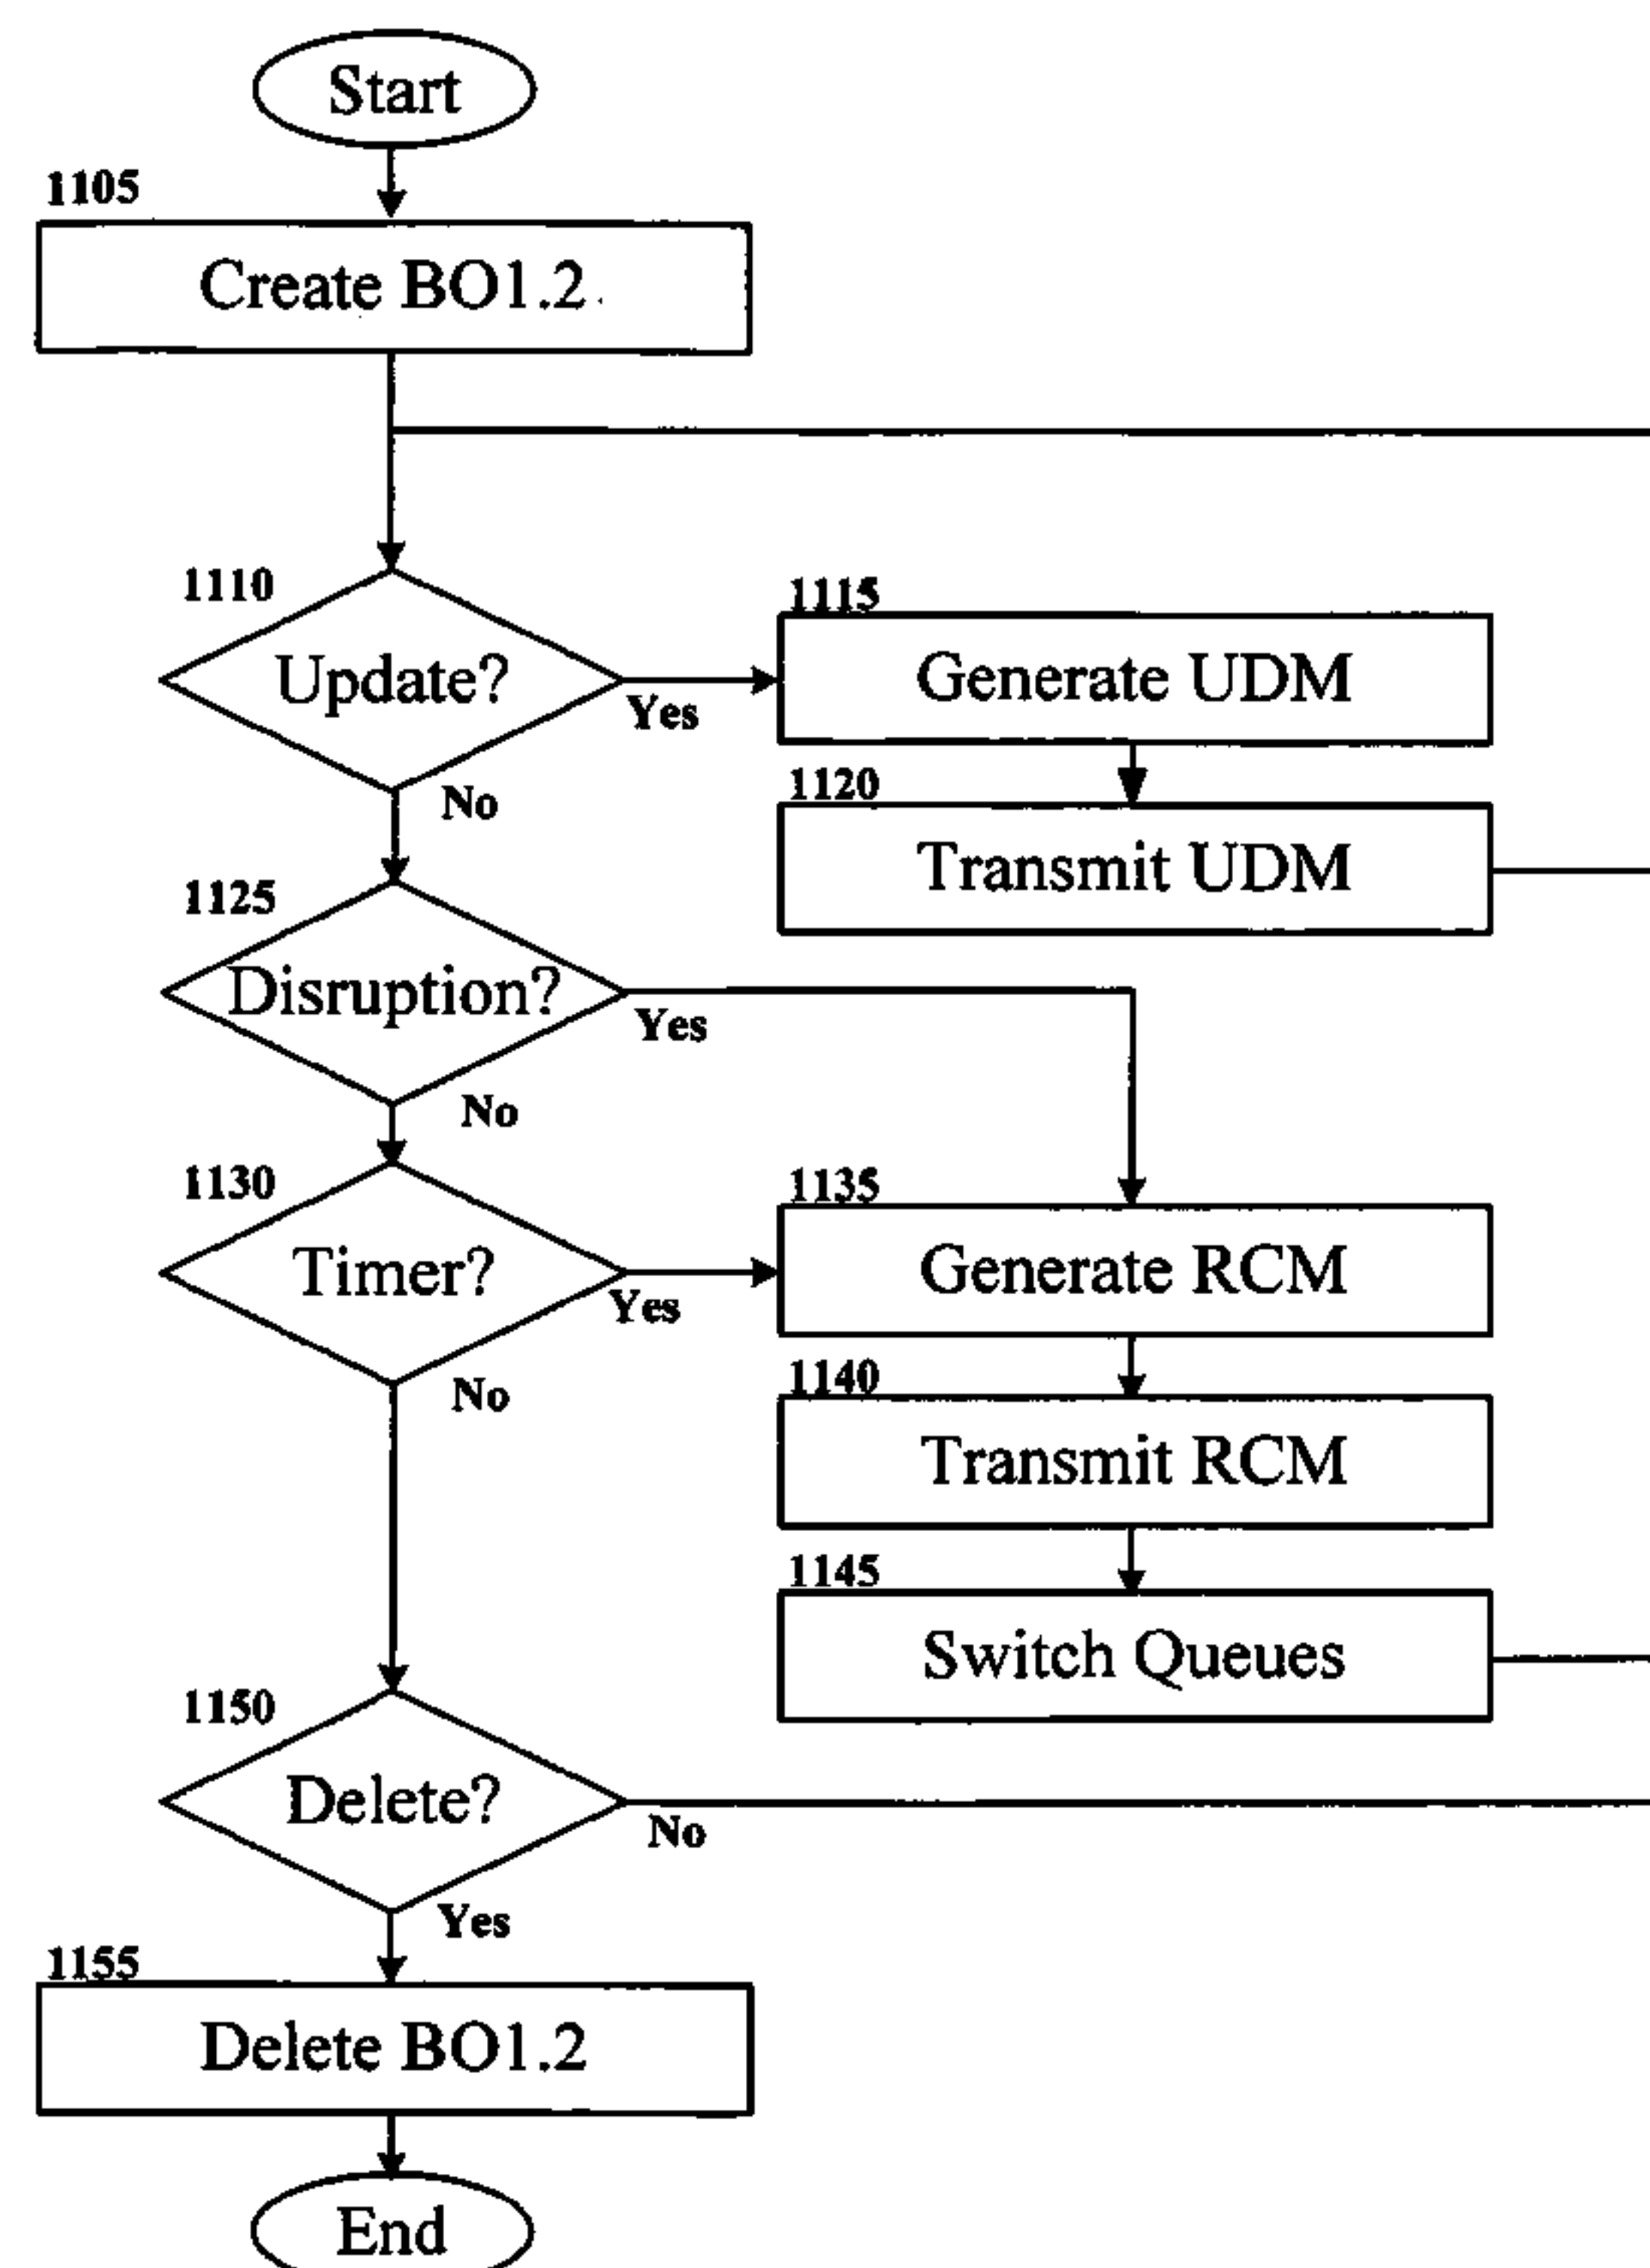 Start
1105
Create BO1.2
1110
Update?
Yes
No
1115
Generate UDM
1120
Transmit UDM
1125
Disruption?
Yes
No
1130
Timer?
Yes
No
1135
Generate RCM
1140
Transmit RCM
1145
Switch Queues
1150
Delete?
No
Yes
1155
Delete BO1.2
End